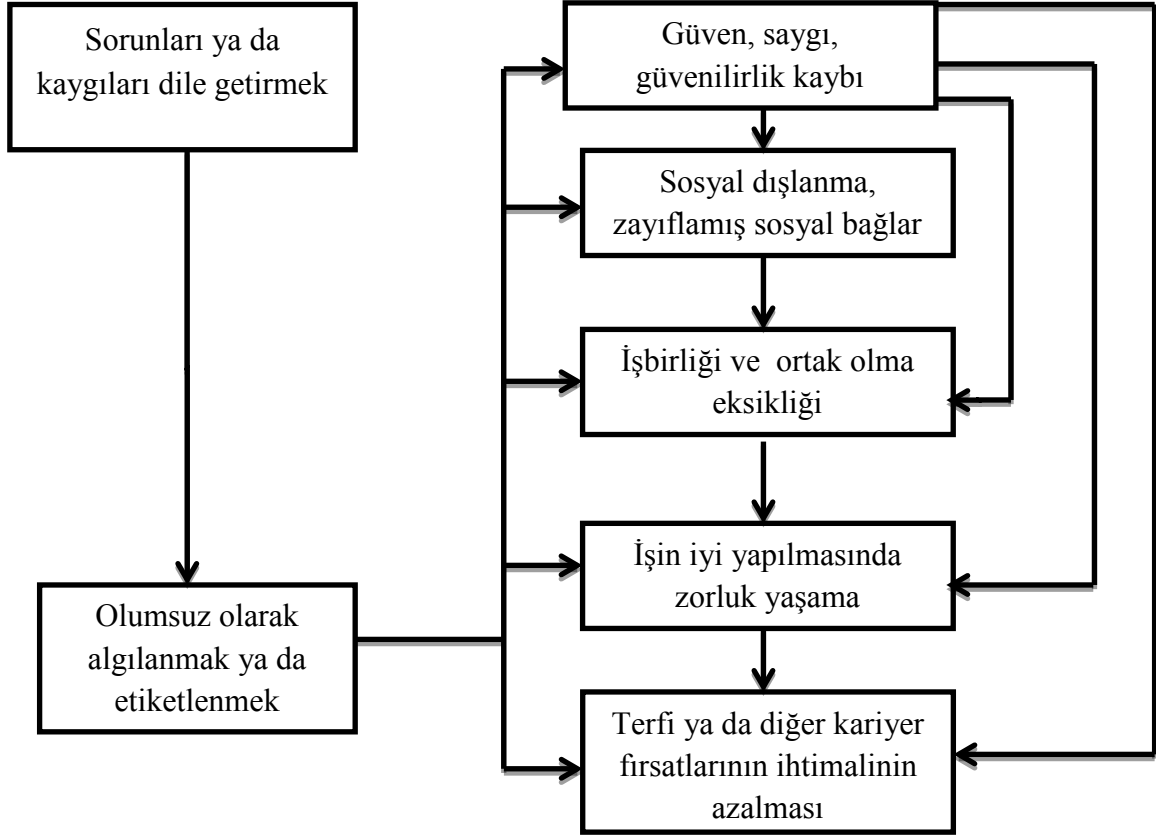 Sorunları ya da
kaygıları dile getirmek
Olumsuz olarak
algılanmak ya da
etiketlenmek
Güven, saygı,
güvenilirlik kaybı
Sosyal dışlanma,
zayıflamış sosyal bağlar
İşbirliği ve ortak olma
eksikliği
İşin iyi yapılmasında
zorluk yaşama
Terfi ya da diğer kariyer
fırsatlarının ihtimalinin
azalması